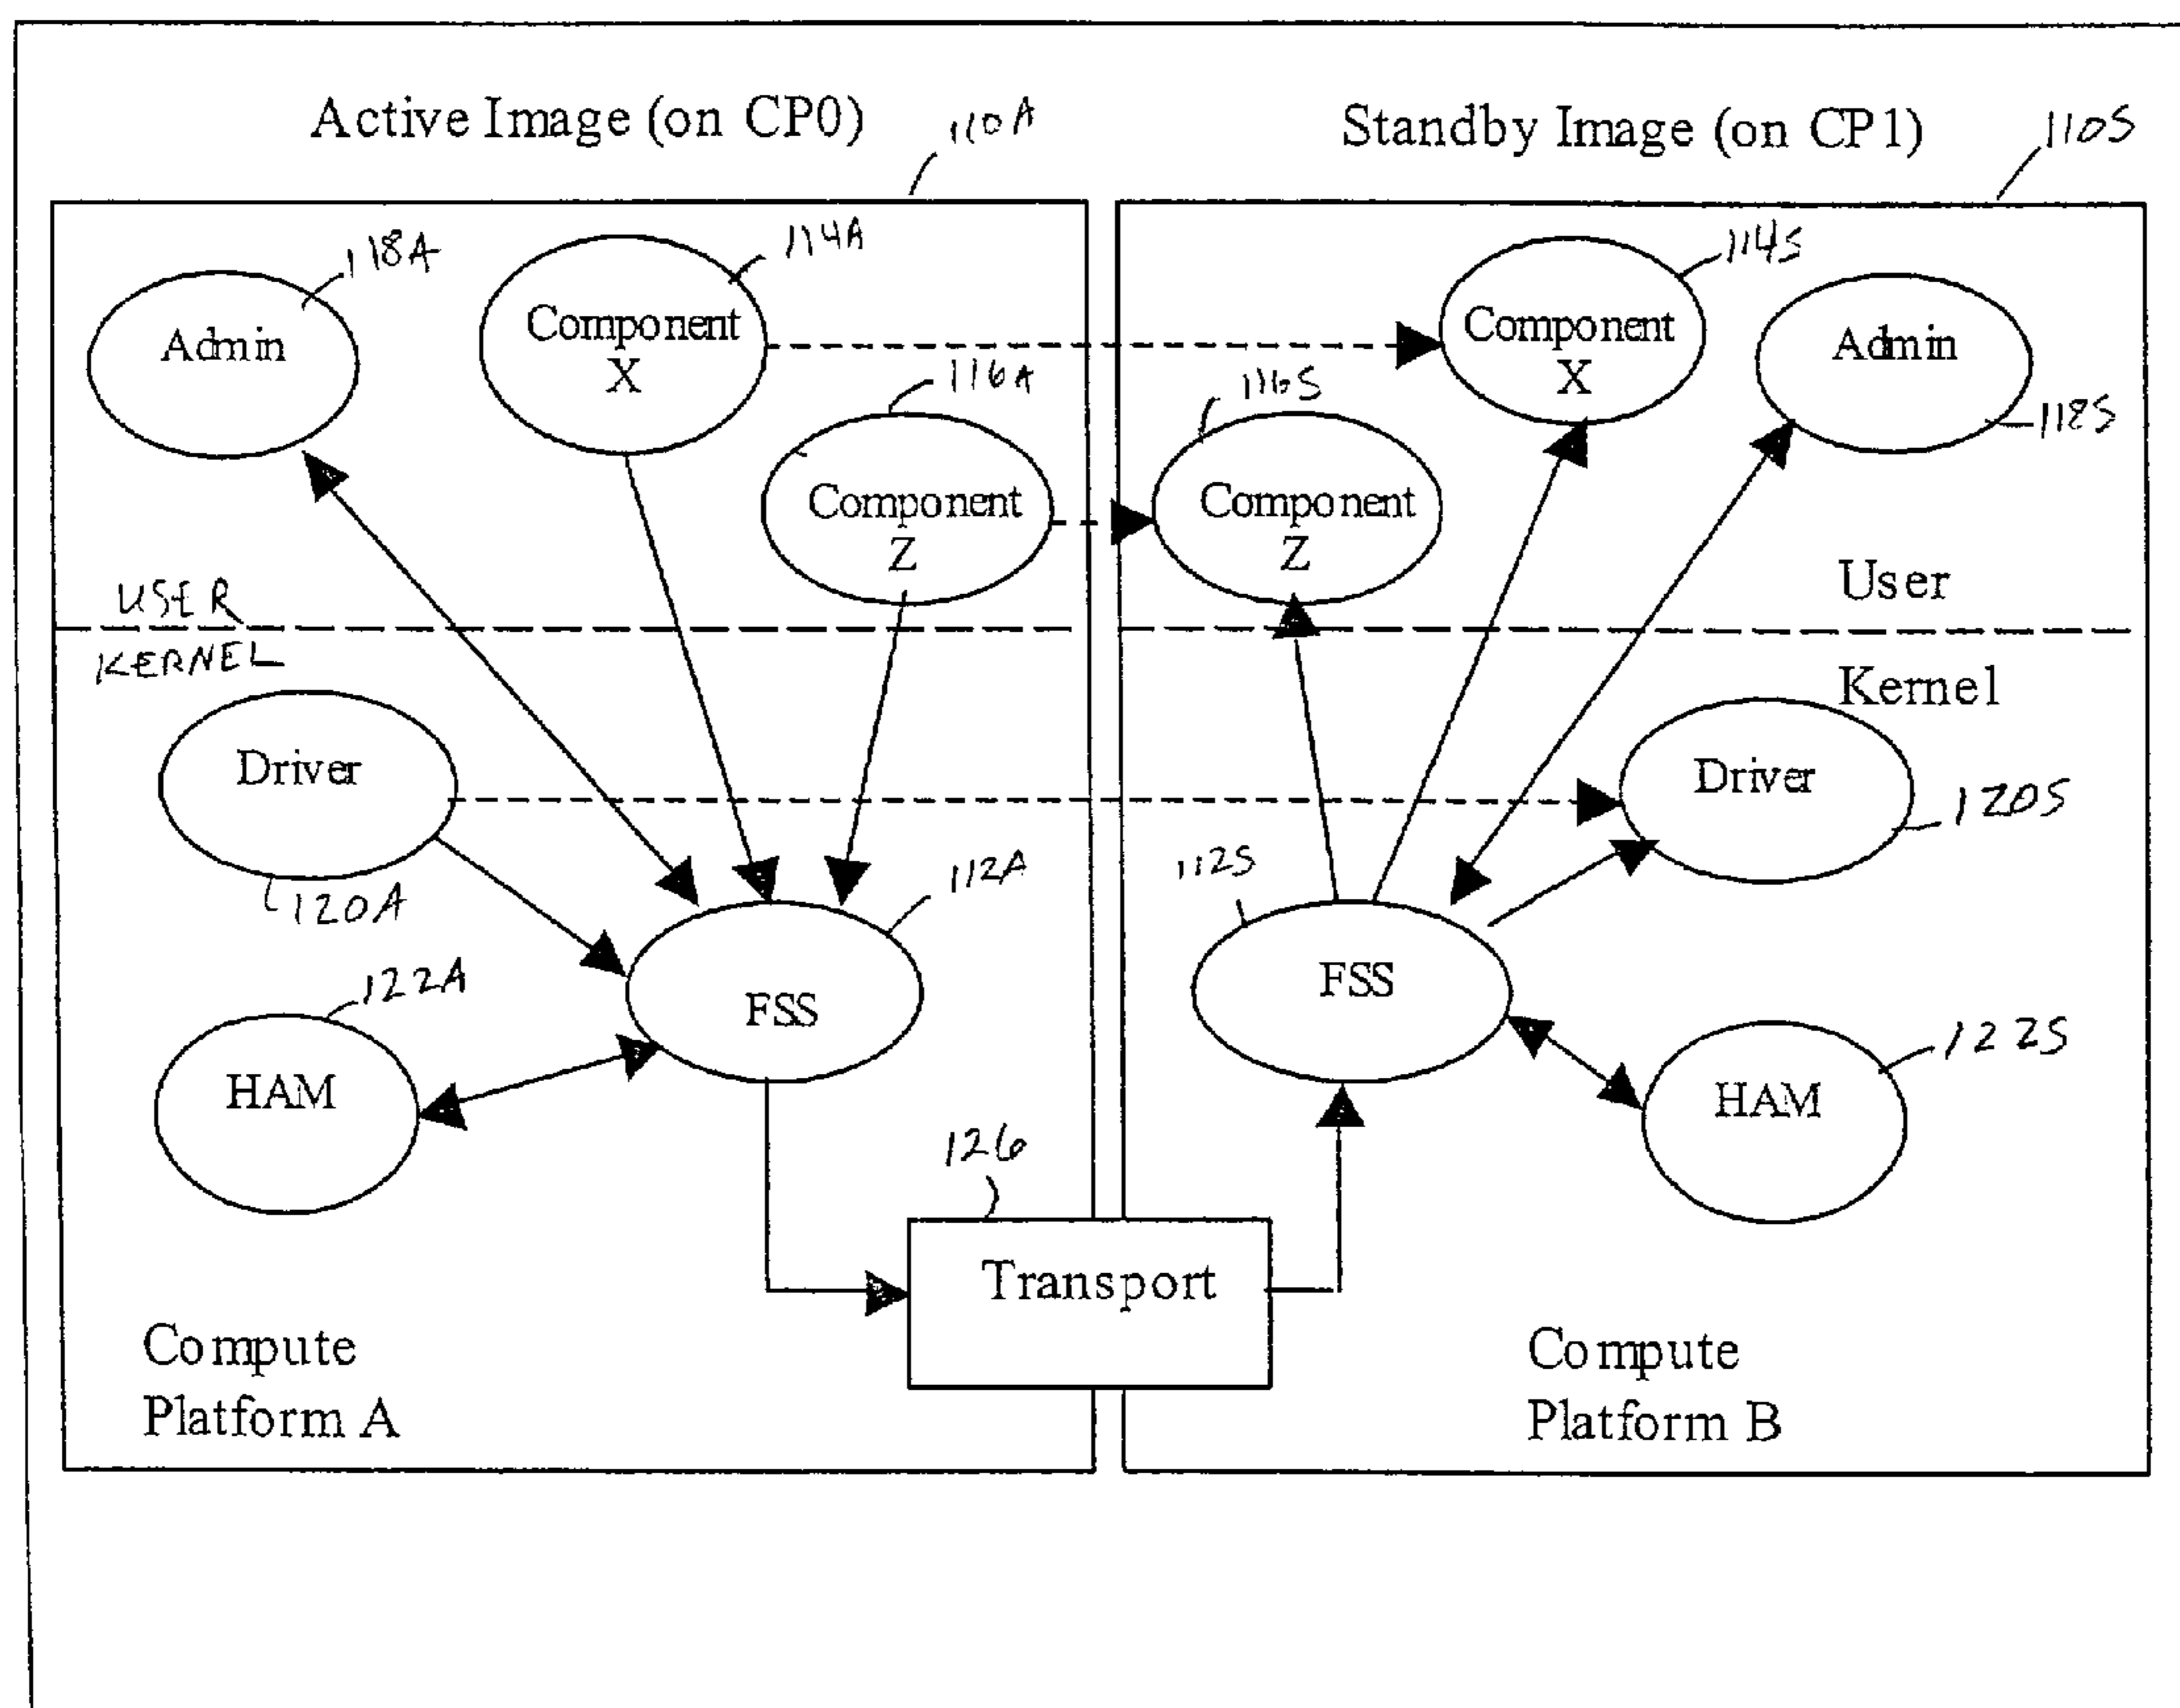 Active Image (on CP0)
110A
Standby Image (on CP1)
110S
118A
Admin
114A
Component
X
116A
Component
Z
USER
KERNEL
Driver
120A
112A
FSS
122A
HAM
126
Transport
Compute
Platform A
114S
Component
X
Admin
118S
116S
Component
Z
User
Kernel
Driver
120S
112S
FSS
122S
HAM
Compute
Platform B